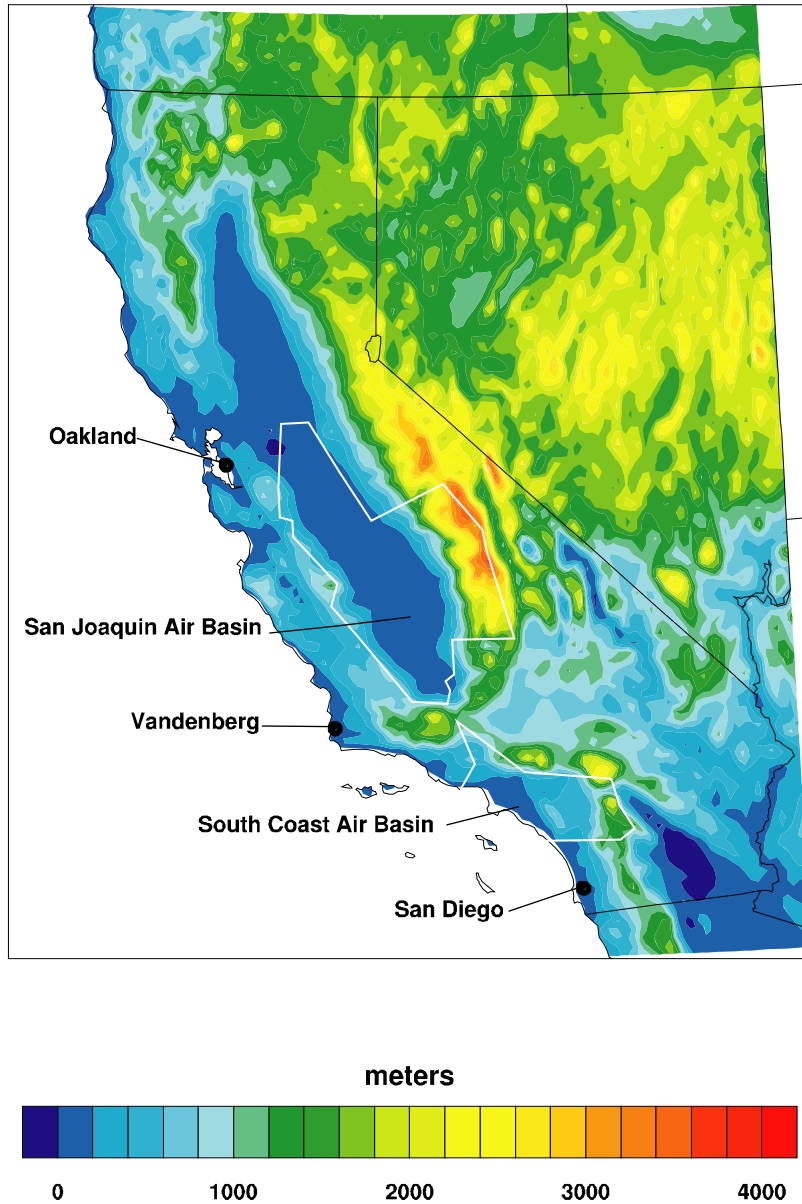 Oakland
San Joaquin Air Basin
Vandenberg
South Coast Air Basin
San Diego
meters
0 1000 2000 3000 4000